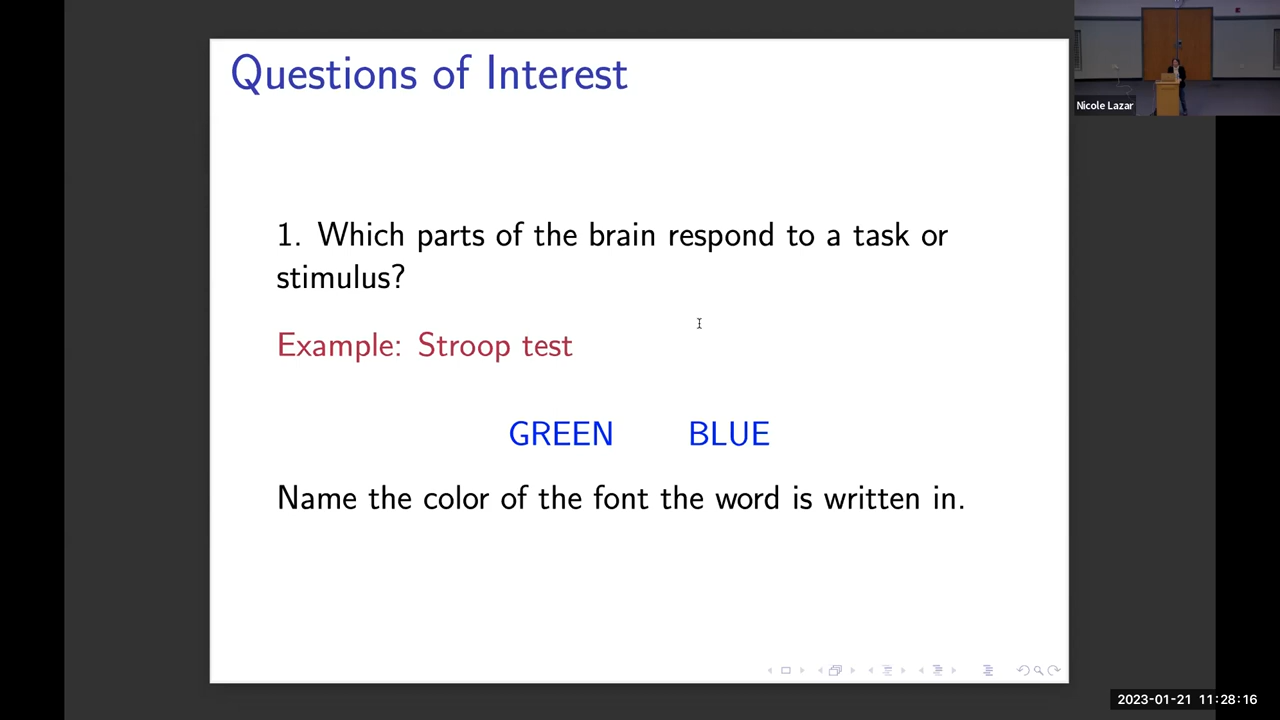 Questions of Interest
Nicole Lazar
1. Which parts of the brain respond to a task or
stimulus?
Example: Stroop test
GREEN BLUE
Name the color of the font the word is written in.
2023-01-21 11:28:16